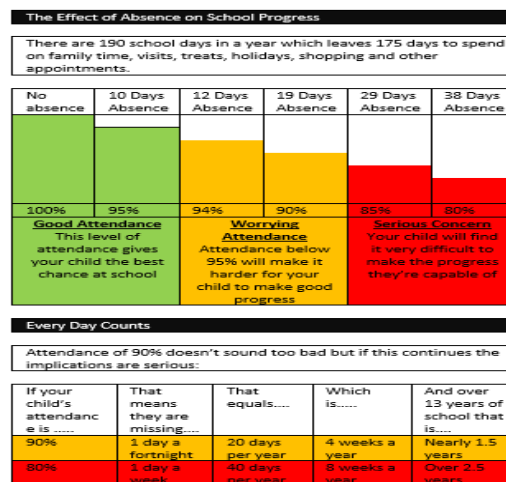 The Effect of Absence on School Progress
There are 190 school days in a year which leaves 175 days to spend
on family time, visits, treats, holidays, shopping and other
appointments.
No absence
10 Days Absence
12 Days Absence
19 Days Absence
29 Days Absence
38 Days Absence
100%
95%
94%
90%
85%
80%
Good Attendance
This level of
attendance gives
your child the best
chance at school
Worrying
Attendance
Attendance below
95% will make it
harder for your
child to make good
progress
Serious Concern
Your child will find
it very difficult to
make the progress
they're capable of
Every Day Counts
Attendance of 90% doesn't sound too bad but if this continues the
implications are serious:
If your
child's
attendanc
e is .....
That
means
they are
missing....
That
equals....
Which
is.....
And over
13 years of
school that
is....
90%
1 day a
fortnight
20 days
per year
4 weeks a
year
Nearly 1.5
years
80%
1 day a
week
40 days
per year
8 weeks a
year
Over 2.5
years